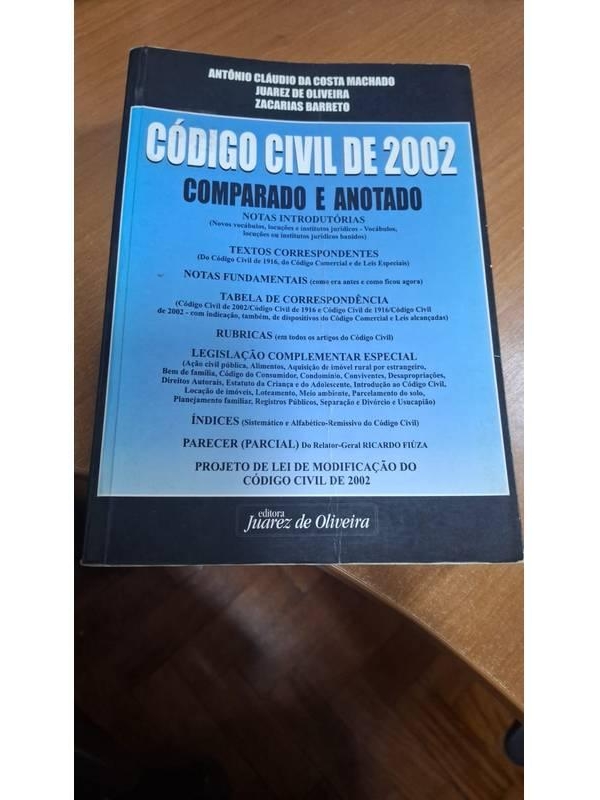 ANTÔNIO CLÁUDIO DA COSTA MACHADO
JUAREZ DE OLIVEIRA
ZACARIAS BARRETO
CÓDIGO CIVIL DE 2002
COMPARADO E ANOTADO
NOTAS INTRODUTÓRIAS
(Novos vocábulos, locuções e institutos jurídicos - Vocábulos,
locuções ou institutos jurídicos banidos)
TEXTOS CORRESPONDENTES
(Do Código Civil de 1916, do Código Comercial e de Leis Especiais)
NOTAS FUNDAMENTAIS (como era antes e como ficou agora)
TABELA DE CORRESPONDÊNCIA
(Código Civil de 2002/Código Civil de 1916 e Código Civil de 1916/Código Civil
de 2002 - com indicação, também, de dispositivos do Código Comercial e Leis alcançadas)
RUBRICAS (em todos os artigos do Código Civil)
LEGISLAÇÃO COMPLEMENTAR ESPECIAL
(Ação civil pública, Alimentos, Aquisição de imóvel rural por estrangeiro,
Bem de família, Código do Consumidor, Condomínio, Conviventes, Desapropriações,
Direitos Autorais, Estatuto da Criança e do Adolescente, Introdução ao Código Civil,
Locação de imóveis, Loteamento, Meio ambiente, Parcelamento do solo,
Planejamento familiar, Registros Públicos, Separação e Divórcio e Usucapião)
ÍNDICES (Sistemático e Alfabético-Remissivo do Código Civil)
PARECER (PARCIAL) Do Relator-Geral RICARDO FIÚZA
PROJETO DE LEI DE MODIFICAÇÃO DO
CÓDIGO CIVIL DE 2002
editora
Juarez de Oliveira